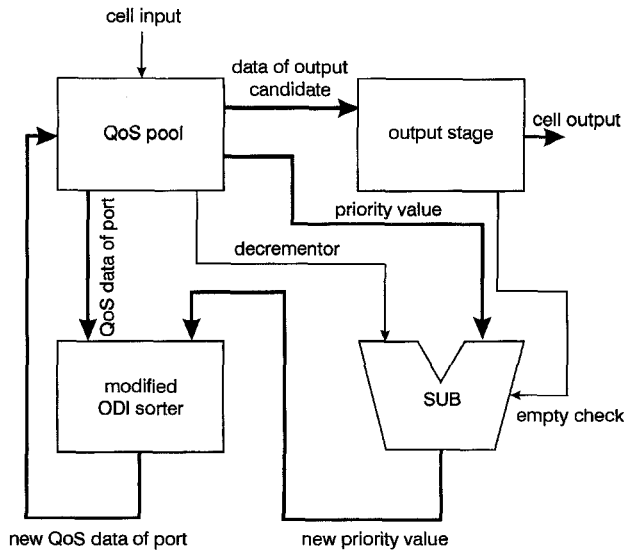 cell input
data of output
candidate
QoS pool
output stage
cell output
priority value
decrementor
QoS data of port
modified
ODI sorter
SUB
empty check
new QoS data of port
new priority value